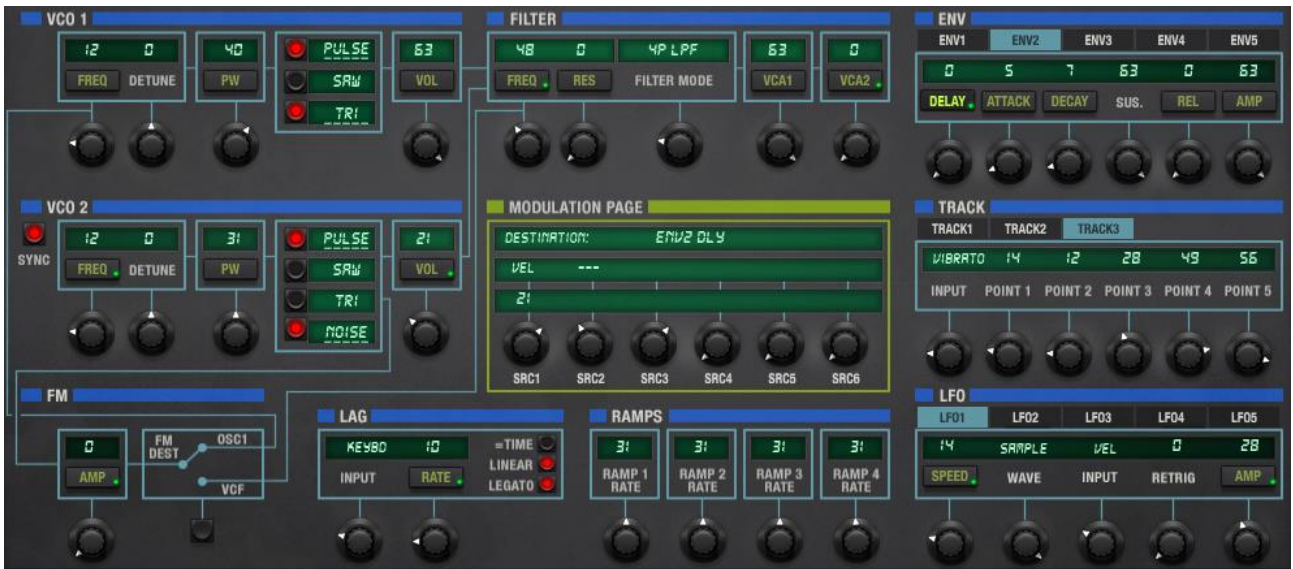 VCO 1
12 0 40 PULSE 63
FREQ DETUNE PW SAW VOL
TRI
FILTER
48 0 4P LPF 63 0
FREQ RES FILTER MODE VCA1 VCA2
ENV
ENV1 ENV2 ENV3 ENV4 ENV5
0 5 7 63 0 63
DELAY ATTACK DECAY SUS. REL AMP
VCO 2
SYNC
12 0 31 PULSE 21
FREQ DETUNE PW SAW VOL
TRI
NOISE
MODULATION PAGE
DESTINATION: ENV2 DLY
VEL ---
21
SRC1 SRC2 SRC3 SRC4 SRC5 SRC6
TRACK
TRACK1 TRACK2 TRACK3
VIBRATO 14 12 28 49 56
INPUT POINT 1 POINT 2 POINT 3 POINT 4 POINT 5
FM
0
AMP
FM DEST
OSC1
VCF
LAG
KEYBD 10 =TIME
INPUT RATE LINEAR
LEGATO
RAMPS
31 31 31 31
RAMP 1 RAMP 2 RAMP 3 RAMP 4
RATE RATE RATE RATE
LFO
LFO1 LFO2 LFO3 LFO4 LFO5
14 SAMPLE VEL 0 28
SPEED WAVE INPUT RETRIG AMP